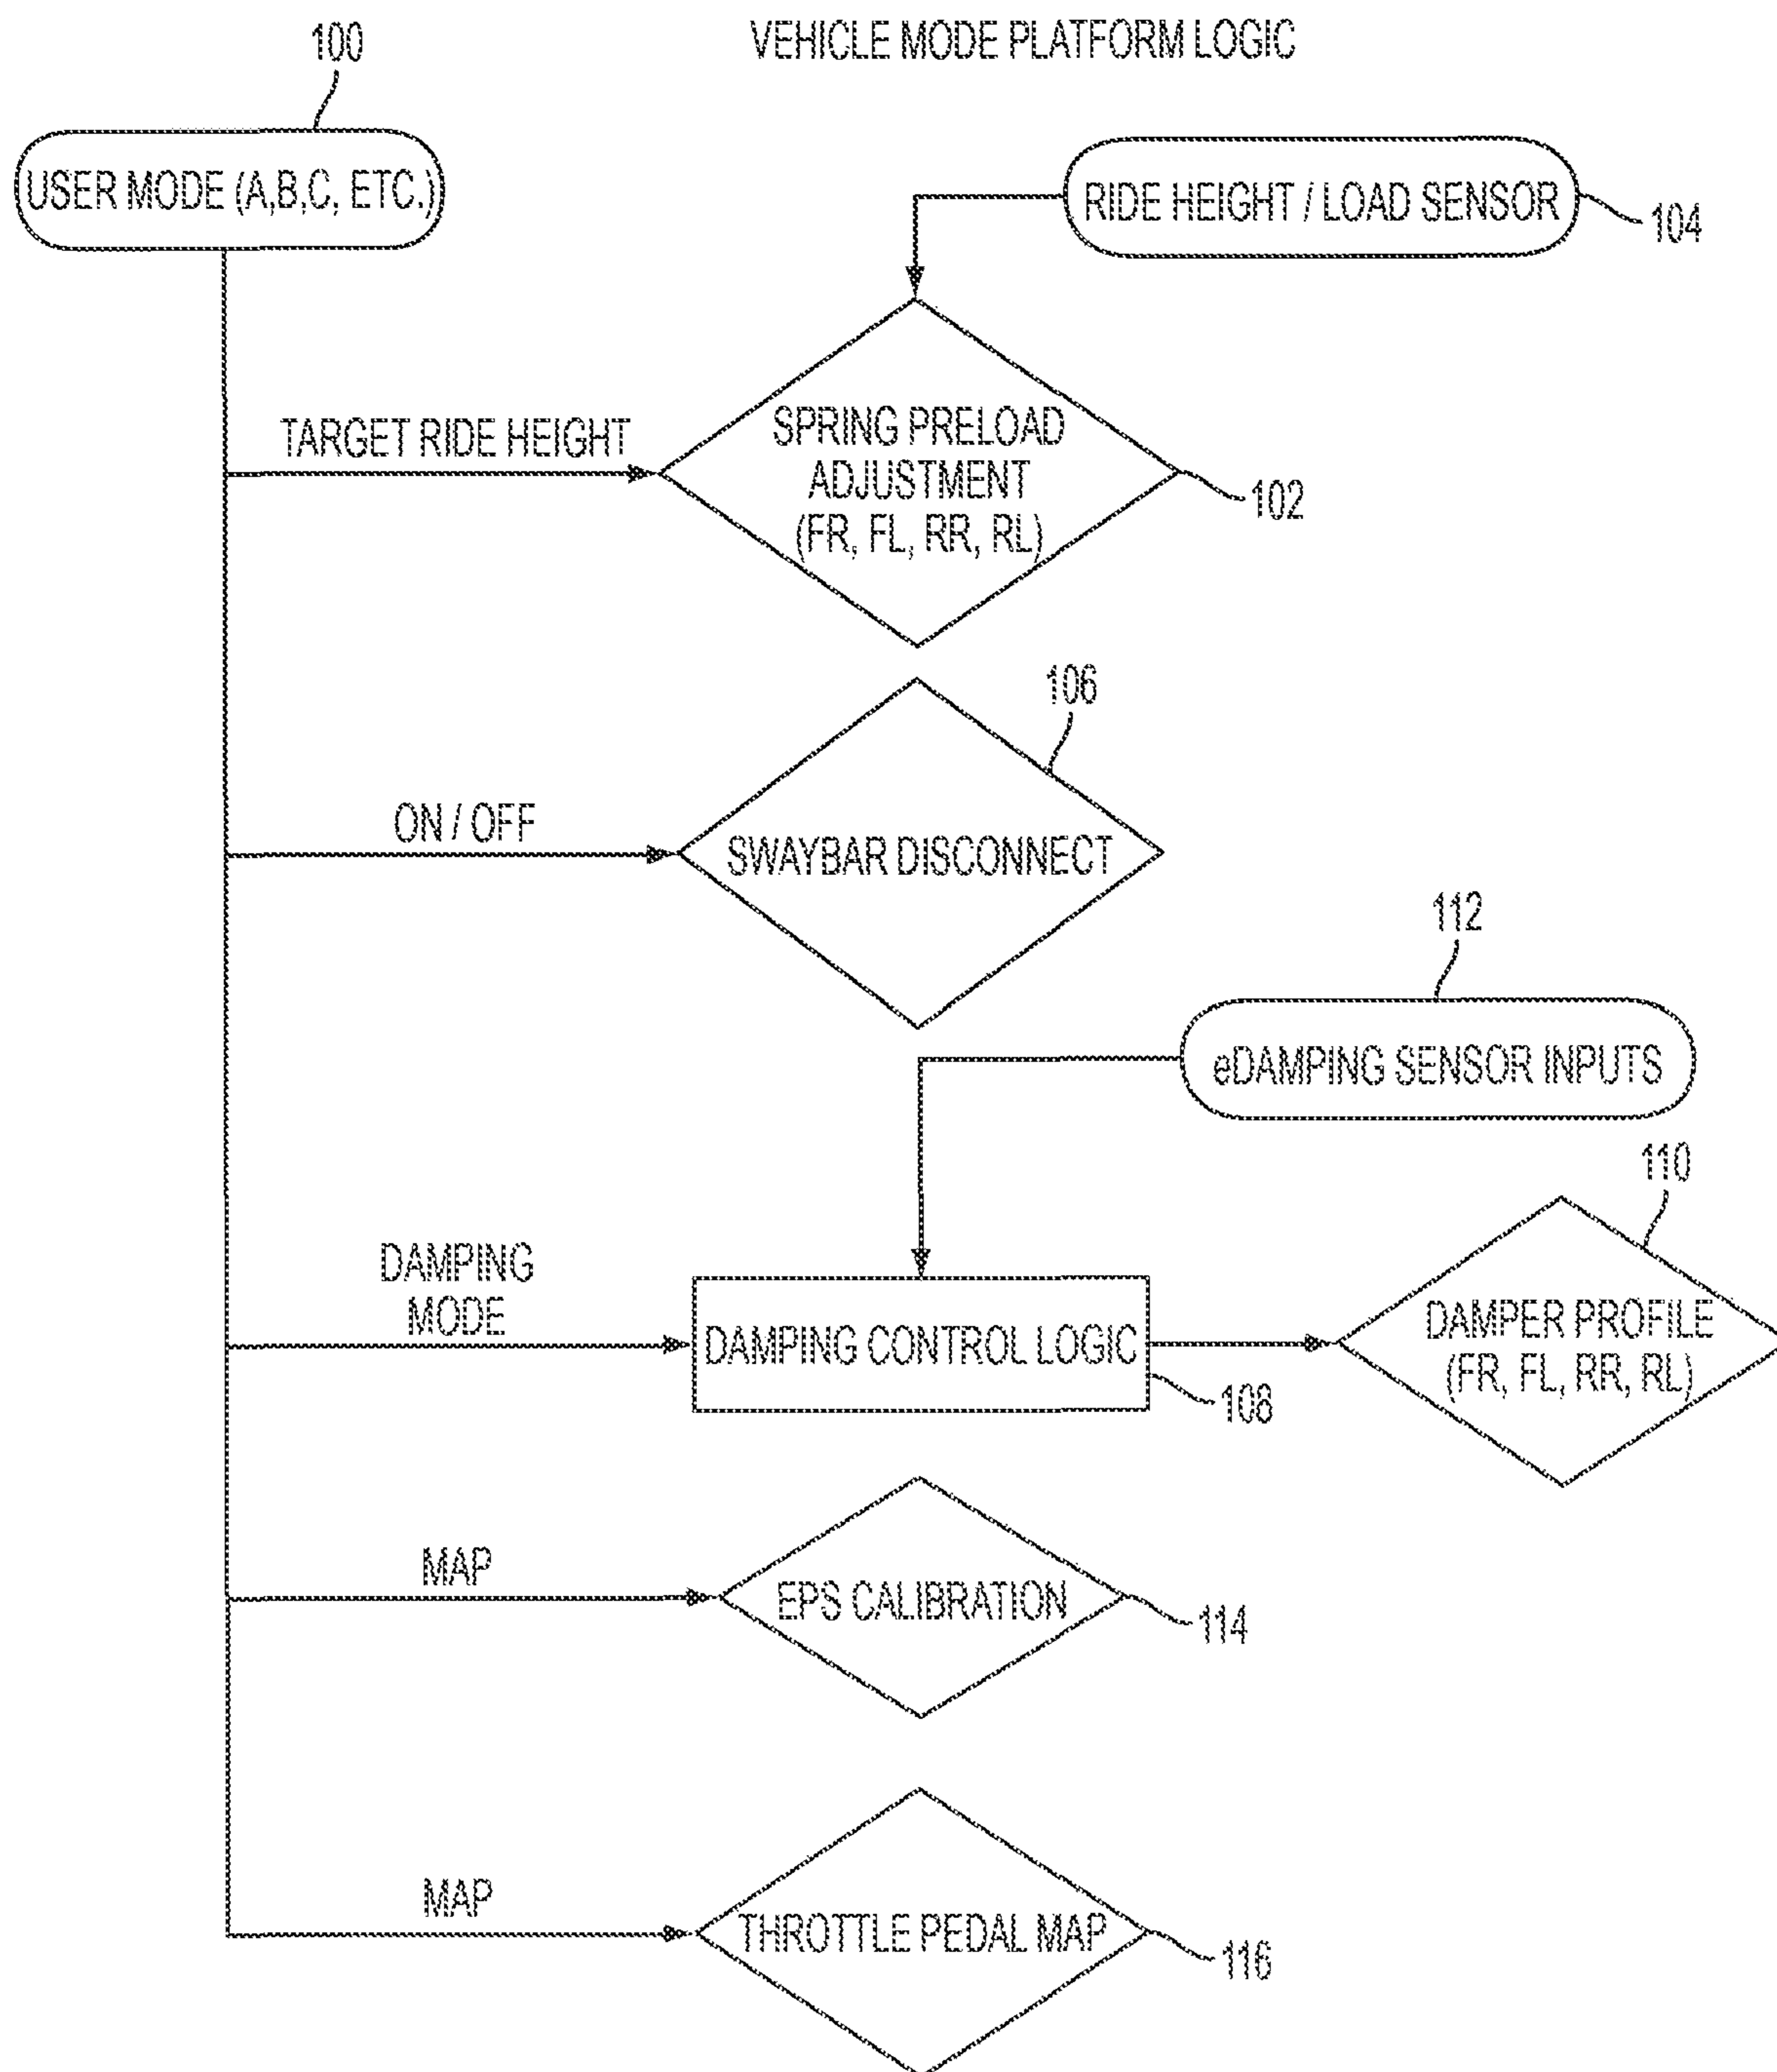 100
VEHICLE MODE PLATFORM LOGIC
USER MODE (A,B,C, ETC.)
RIDE HEIGHT / LOAD SENSOR
104
TARGET RIDE HEIGHT
SPRING PRELOAD
ADJUSTMENT
(FR, FL, RR, RL)
102
106
ON / OFF
SWAYBAR DISCONNECT
112
eDAMPING SENSOR INPUTS
110
DAMPING
MODE
DAMPING CONTROL LOGIC
108
DAMPER PROFILE
(FR, FL, RR, RL)
MAP
EPS CALIBRATION
114
MAP
THROTTLE PEDAL MAP
116